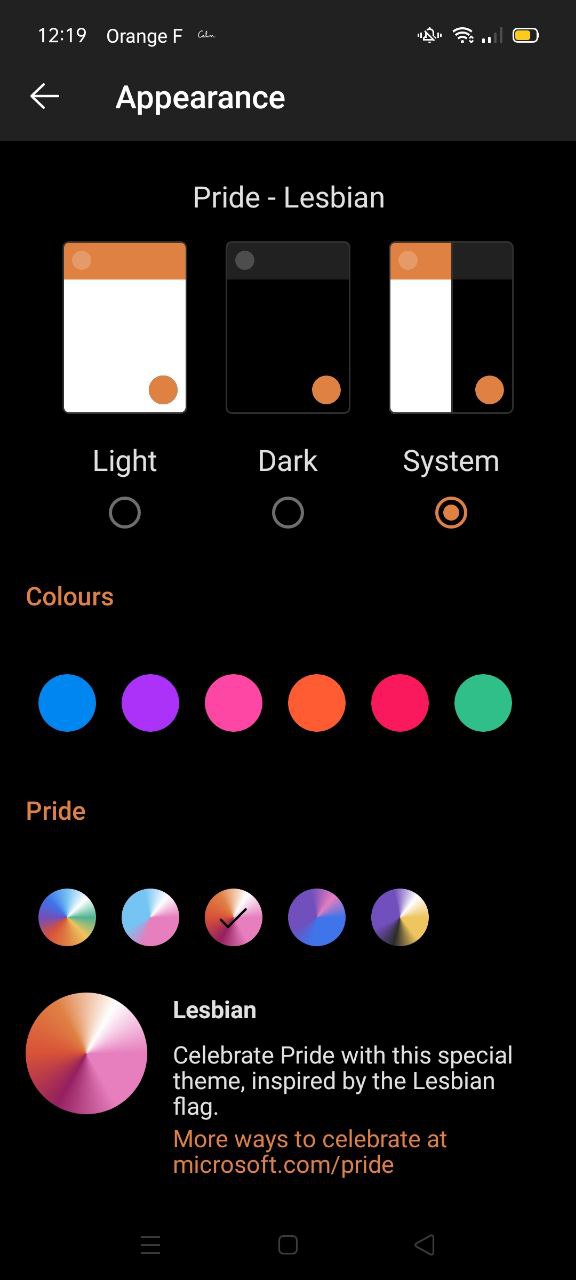 12:19 Orange F Calm
Appearance
Pride - Lesbian
Light Dark System
Colours
Pride
Lesbian
Celebrate Pride with this special
theme, inspired by the Lesbian
flag.
More ways to celebrate at
microsoft.com/pride